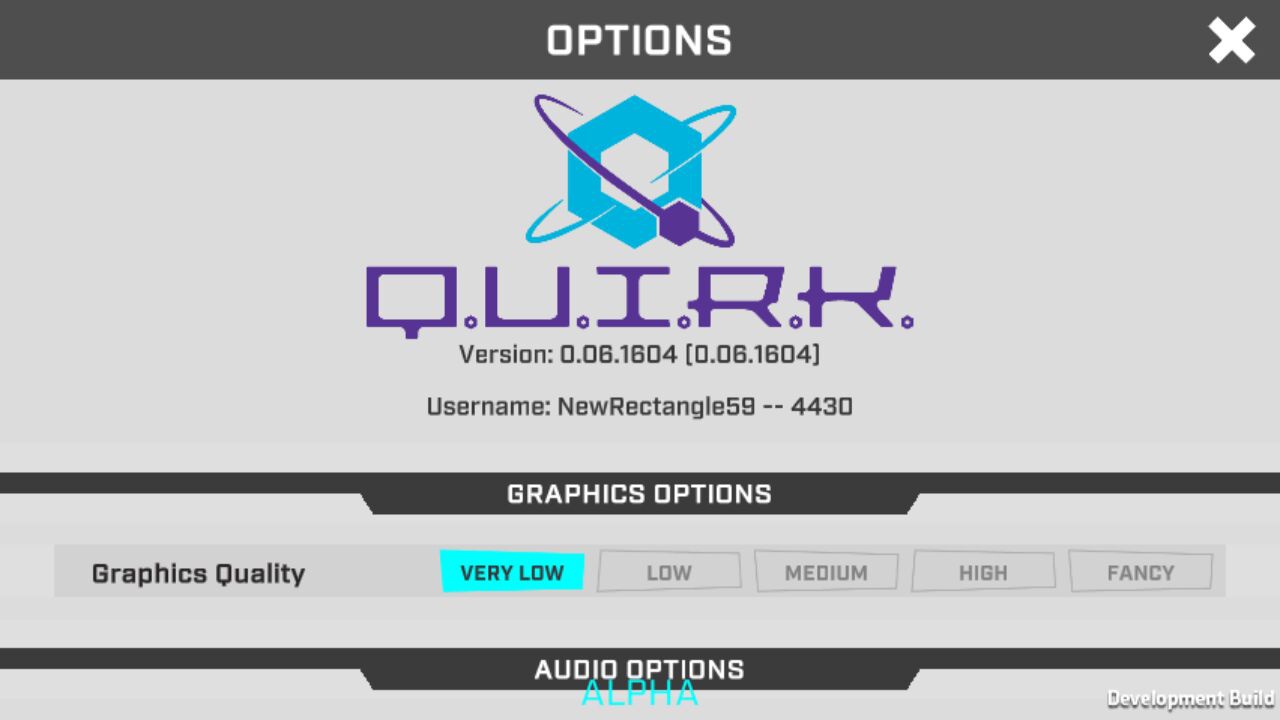 OPTIONS
Q.U.I.R.K.
Version: 0.06.1604 [0.06.1604]
Username: NewRectangle59 -- 4430
GRAPHICS OPTIONS
Graphics Quality VERY LOW LOW MEDIUM HIGH FANCY
AUDIO OPTIONS
ALPHA
Development Build